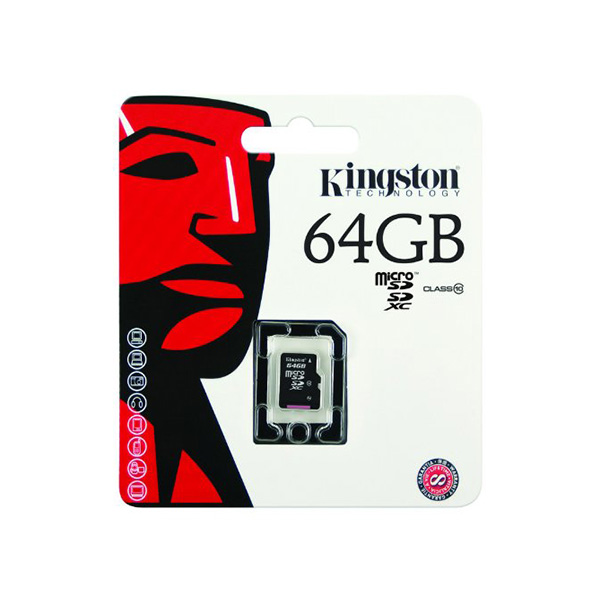 Kingston
TECHNOLOGY
64GB
micro
SD
XC
CLASS 10
Kingston
64GB
micro
SD
XC